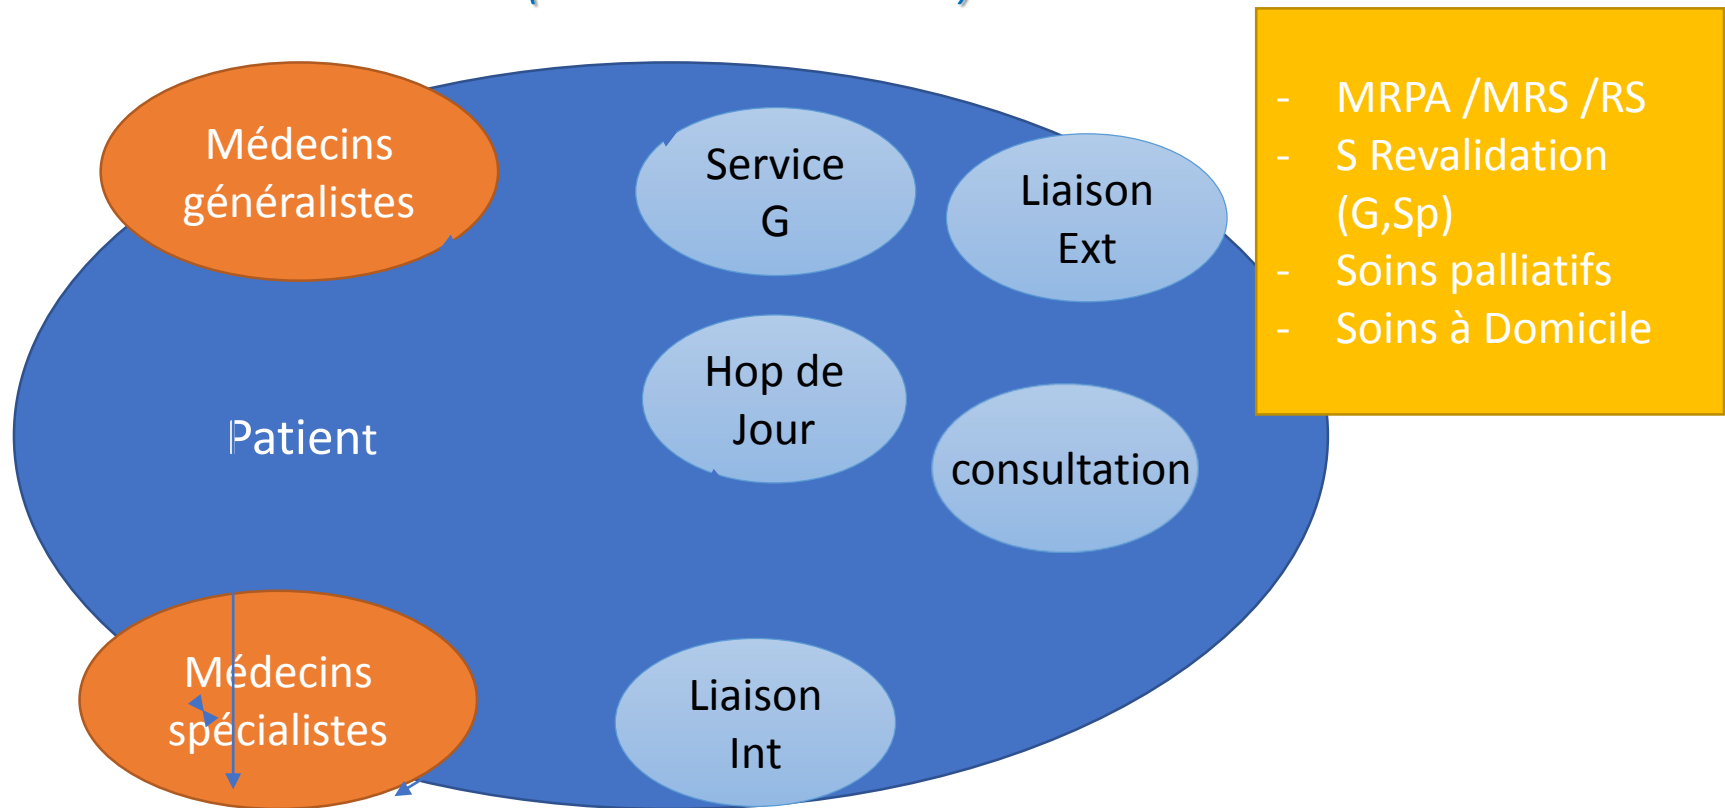 Médecins
généralistes
Service
G
Liaison
Ext
- MRPA /MRS /RS
- S Revalidation
(G,Sp)
- Soins palliatifs
- Soins à Domicile
Hop de
Jour
Patient
consultation
Médecins
spécialistes
Liaison
Int